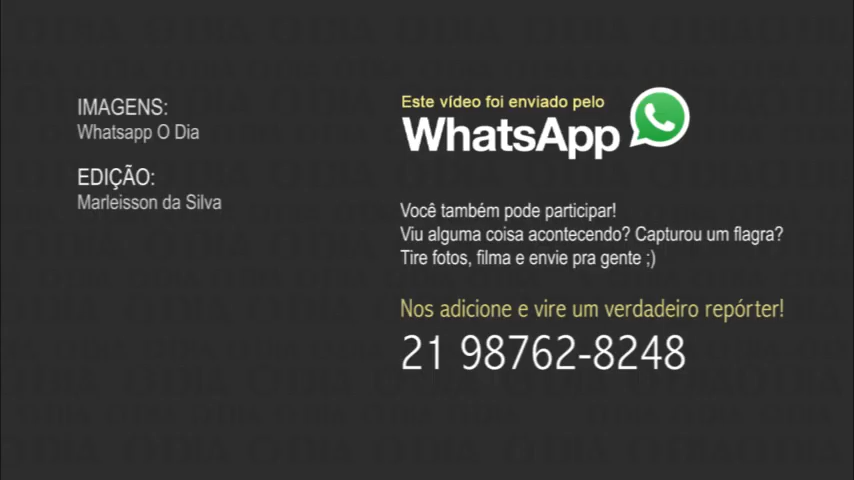 IMAGENS:
Whatsapp O Dia
EDIÇÃO:
Marleisson da Silva
Este vídeo foi enviado pelo
WhatsApp
Você também pode participar!
Viu alguma coisa acontecendo? Capturou um flagra?
Tire fotos, filma e envie pra gente ;)
Nos adicione e vire um verdadeiro repórter!
21 98762-8248